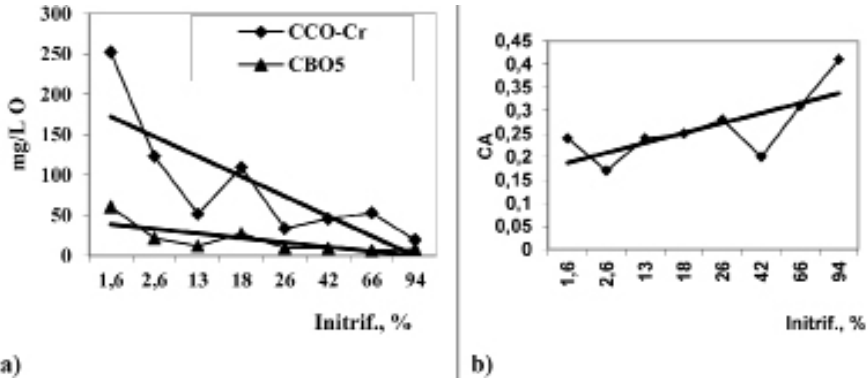 300
250
200
150
100
50
0
mg/L O
CCO-Cr
CBO5
1,6 2,6 13 18 26 42 66 94
Initrif., %
a)
0,45
0,4
0,35
0,3
0,25
0,2
0,15
0,1
0,05
0
CA
1,6 2,6 13 18 26 42 66 94
Initrif., %
b)